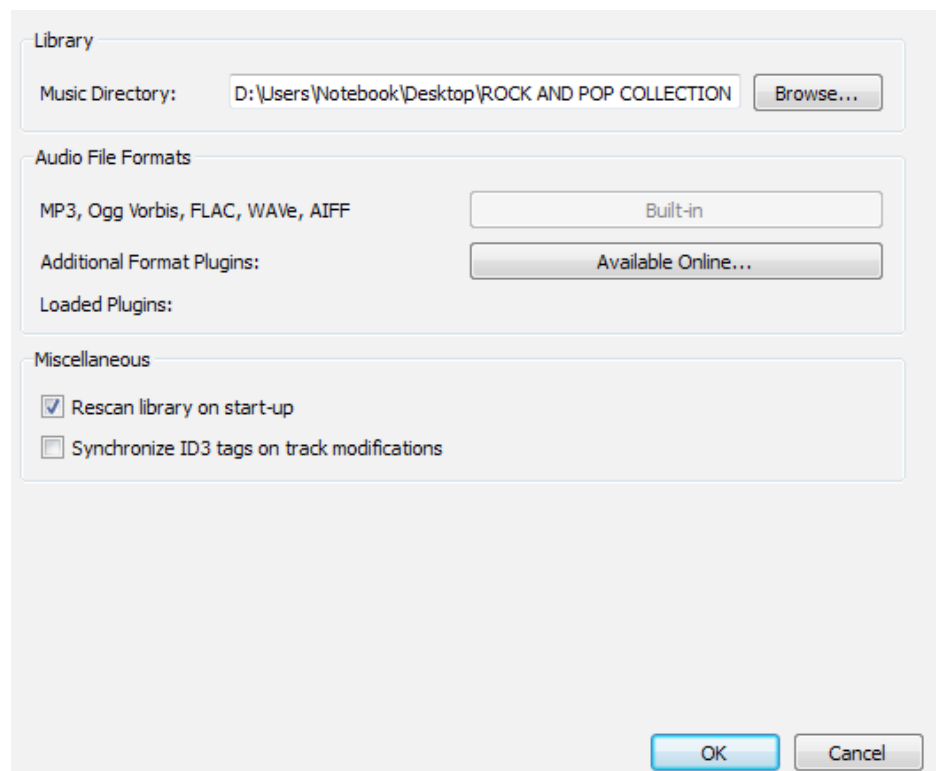 Library
Music Directory: D:\Users\Notebook\Desktop\ROCK AND POP COLLECTION Browse...
Audio File Formats
MP3, Ogg Vorbis, FLAC, WAVe, AIFF Built-in
Additional Format Plugins: Available Online...
Loaded Plugins:
Miscellaneous
Rescan library on start-up
Synchronize ID3 tags on track modifications
OK Cancel